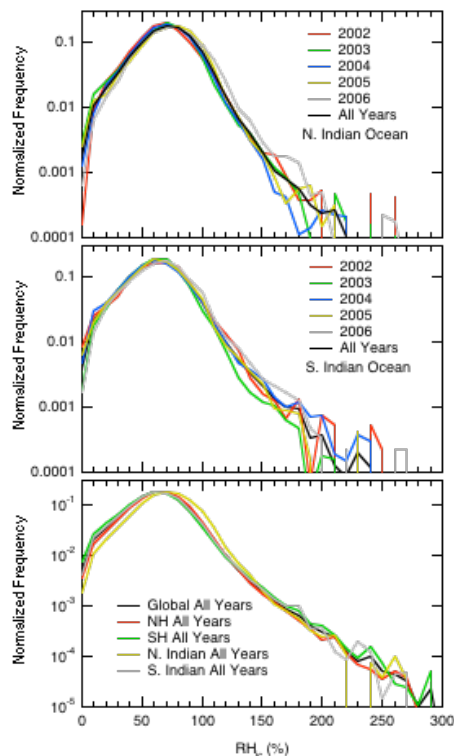 Normalized Frequency
0.1
0.01
0.001
0.0001
2002
2003
2004
2005
2006
All Years
N. Indian Ocean
Normalized Frequency
0.1
0.01
0.001
0.0001
2002
2003
2004
2005
2006
All Years
S. Indian Ocean
Normalized Frequency
10-1
10-2
10-3
10-4
10-5
Global All Years
NH All Years
SH All Years
N. Indian All Years
S. Indian All Years
0 50 100 150 200 250 300
(%)